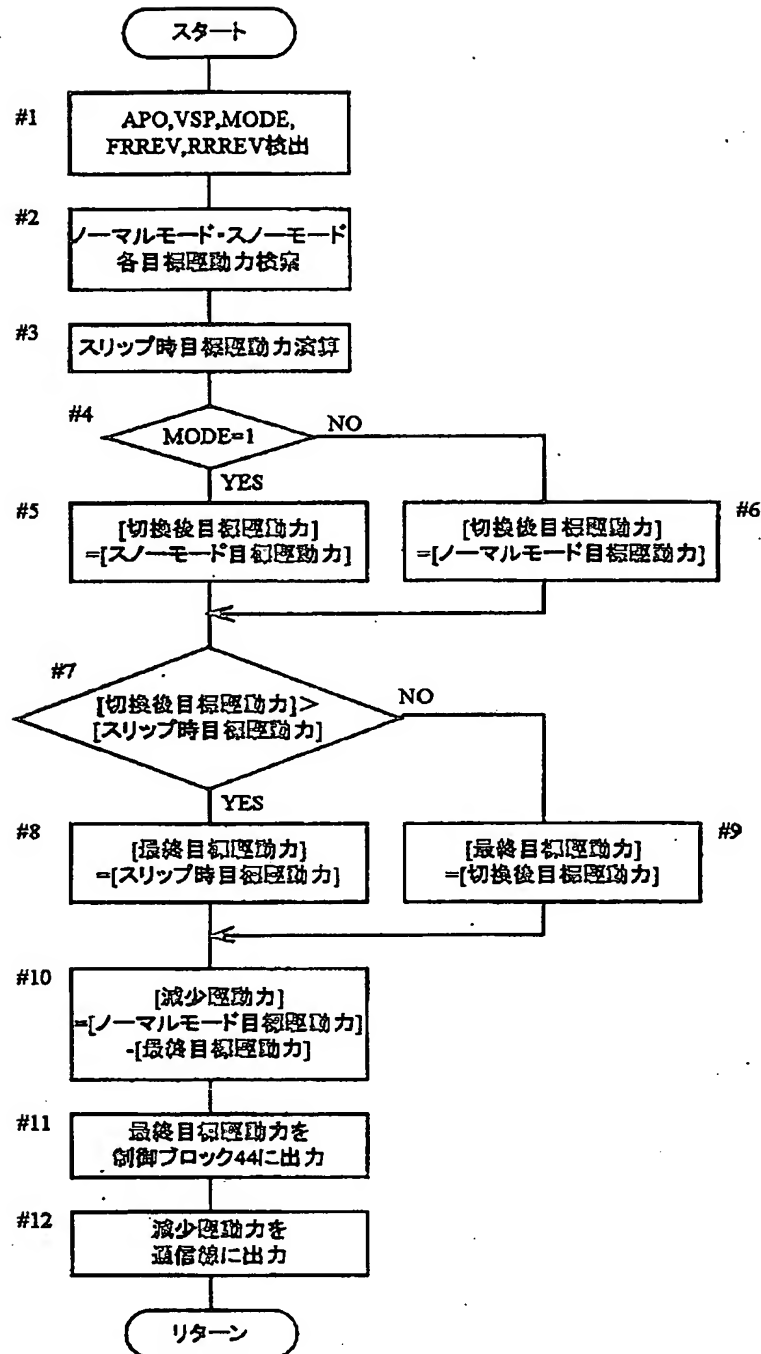 スタート
#1
APO,VSP,MODE,
FRREV,RRREV検出
#2
ノーマルモード・スノーモード
各目標駆動力検索
#3
スリップ時目標駆動力演算
#4
MODE=1
NO
YES
#5
[切換後目標駆動力]
=[スノーモード目標駆動力]
#6
[切換後目標駆動力]
=[ノーマルモード目標駆動力]
#7
[切換後目標駆動力]>
[スリップ時目標駆動力]
NO
YES
#8
[最終目標駆動力]
=[スリップ時目標駆動力]
#9
[最終目標駆動力]
=[切換後目標駆動力]
#10
[減少駆動力]
=[ノーマルモード目標駆動力]
-[最終目標駆動力]
#11
最終目標駆動力を
制御ブロック44に出力
#12
減少駆動力を
通信線に出力
リターン